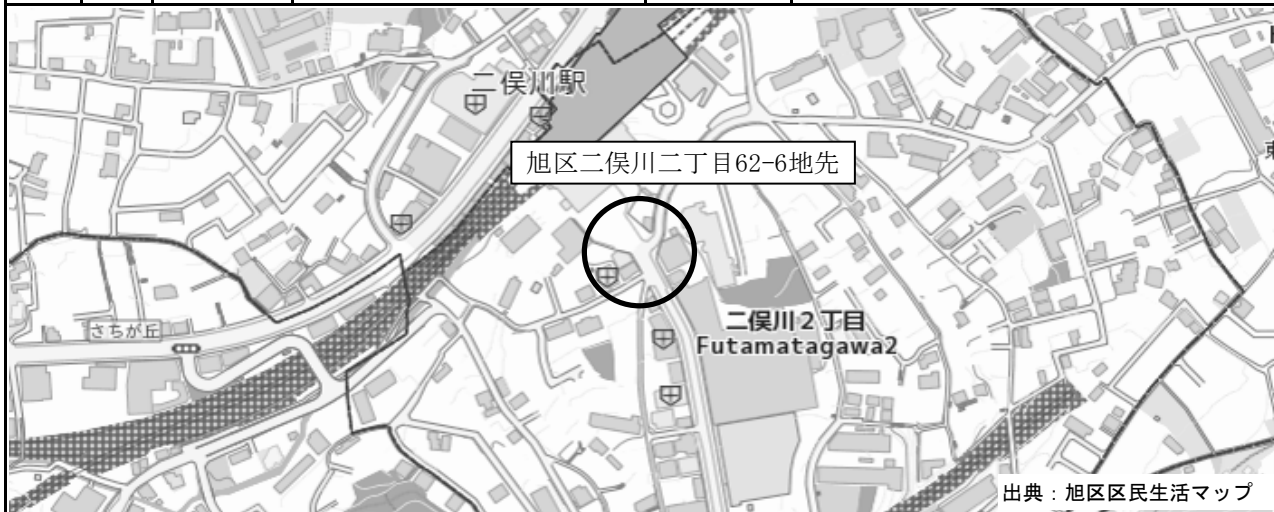 二俣川駅
旭区二俣川二丁目62-6地先
さちが丘
二俣川2丁目
Futamatagawa2
出典：旭区区民生活マップ